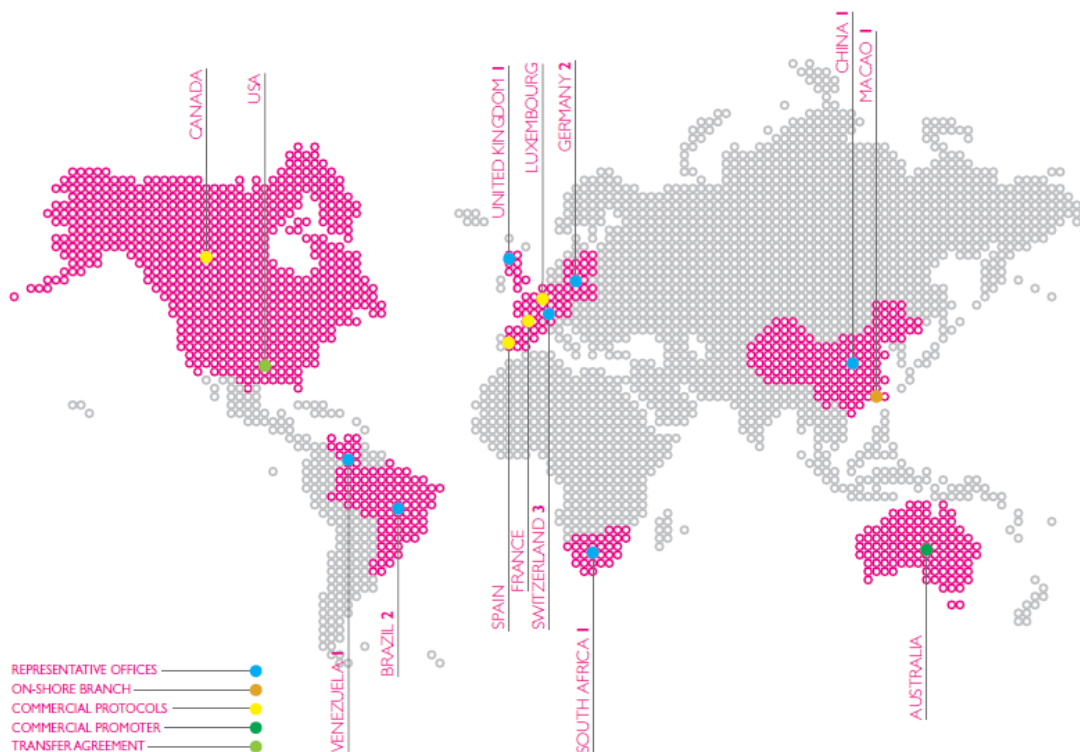 CANADA
USA
UNITED KINGDOM 1
LUXEMBOURG
GERMANY 2
CHINA 1
MACAO 1
SPAIN
FRANCE
SWITZERLAND 3
VENEZUELA 1
BRAZIL 2
SOUTH AFRICA 1
AUSTRALIA
REPRESENTATIVE OFFICES
ON-SHORE BRANCH
COMMERCIAL PROTOCOLS
COMMERCIAL PROMOTER
TRANSFER AGREEMENT